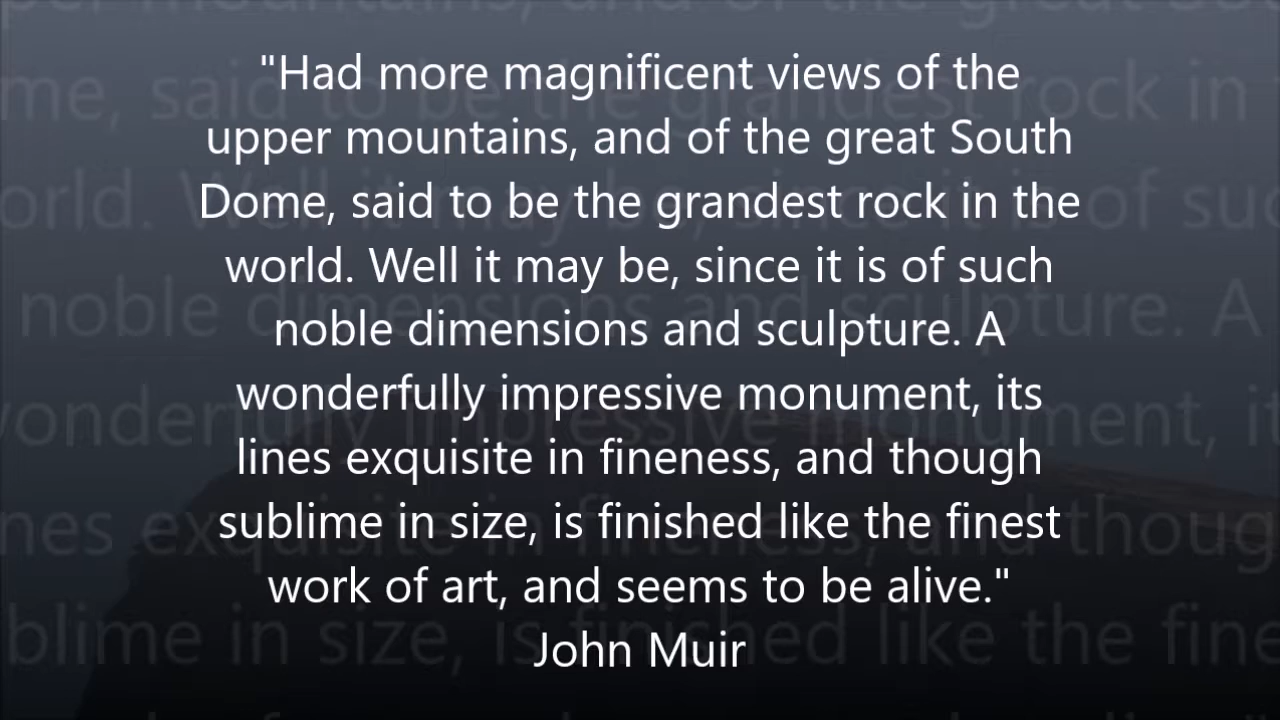 "Had more magnificent views of the
upper mountains, and of the great South
Dome, said to be the grandest rock in the
world. Well it may be, since it is of such
noble dimensions and sculpture. A
wonderfully impressive monument, its
lines exquisite in fineness, and though
sublime in size, is finished like the finest
work of art, and seems to be alive."
John Muir